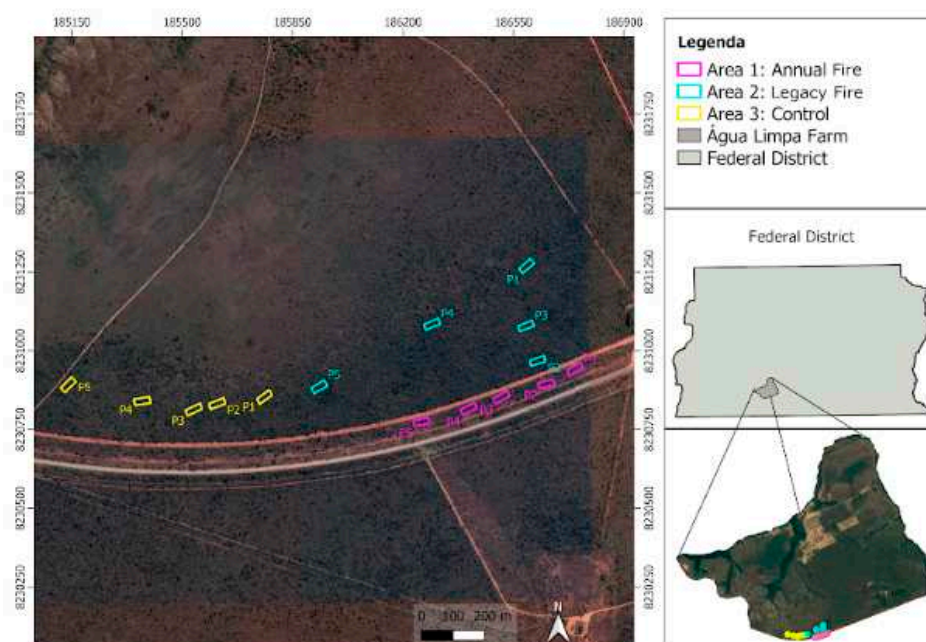 185150 185500 185850 186200 186550 186900
8231750
8231500
8231250
8231000
8230750
8230500
8230250
8231750
8231500
8231250
8231000
8230750
8230500
8230250
P1
P4
P3
P5
P5
P4
P3
P2
P1
P2
P3
P4
P5
0 100 200 m
N
Legenda
Area 1: Annual Fire
Area 2: Legacy Fire
Area 3: Control
Água Limpa Farm
Federal District
Federal District